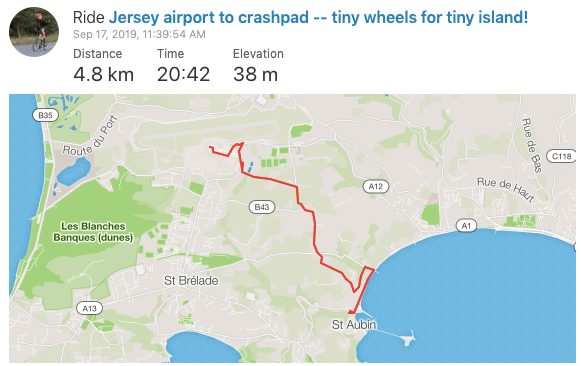 Ride Jersey airport to crashpad -- tiny wheels for tiny island!
Sep 17, 2019, 11:39:54 AM
Distance Time Elevation
4.8 km 20:42 38 m
B35
Route du Port
Rue de Bas
C118
A12
Rue de Haut
B43
A1
Les Blanches
Banques (dunes)
St Brélade
A13
St Aubin